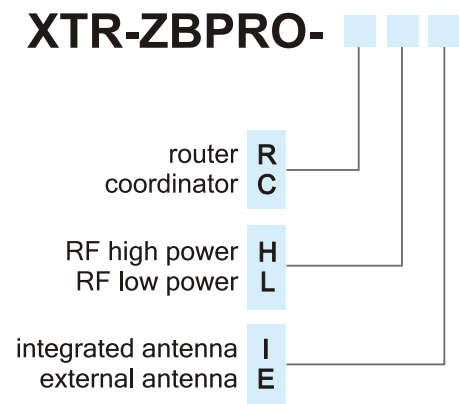 XTR-ZBPRO-
router R
coordinator C
RF high power H
RF low power L
integrated antenna I
external antenna E